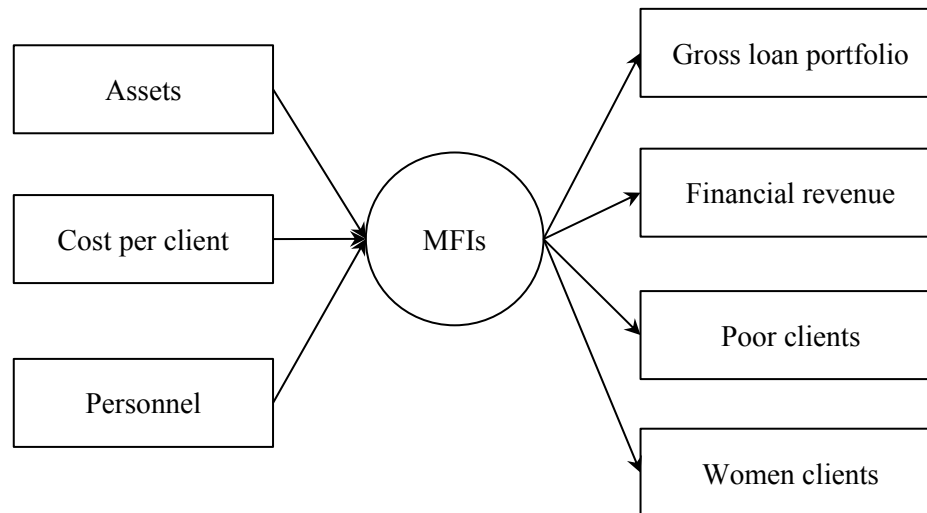 Assets
Cost per client
Personnel
MFIs
Gross loan portfolio
Financial revenue
Poor clients
Women clients